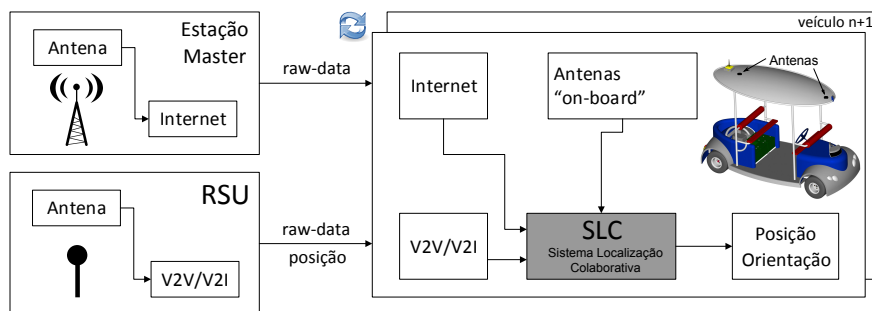 Estação
Master
Antena
Internet
raw-data
veículo n+1
Internet
Antenas
"on-board"
Antenas
RSU
Antena
V2V/V2I
raw-data
posição
V2V/V2I
SLC
Sistema Localização
Colaborativa
Posição
Orientação